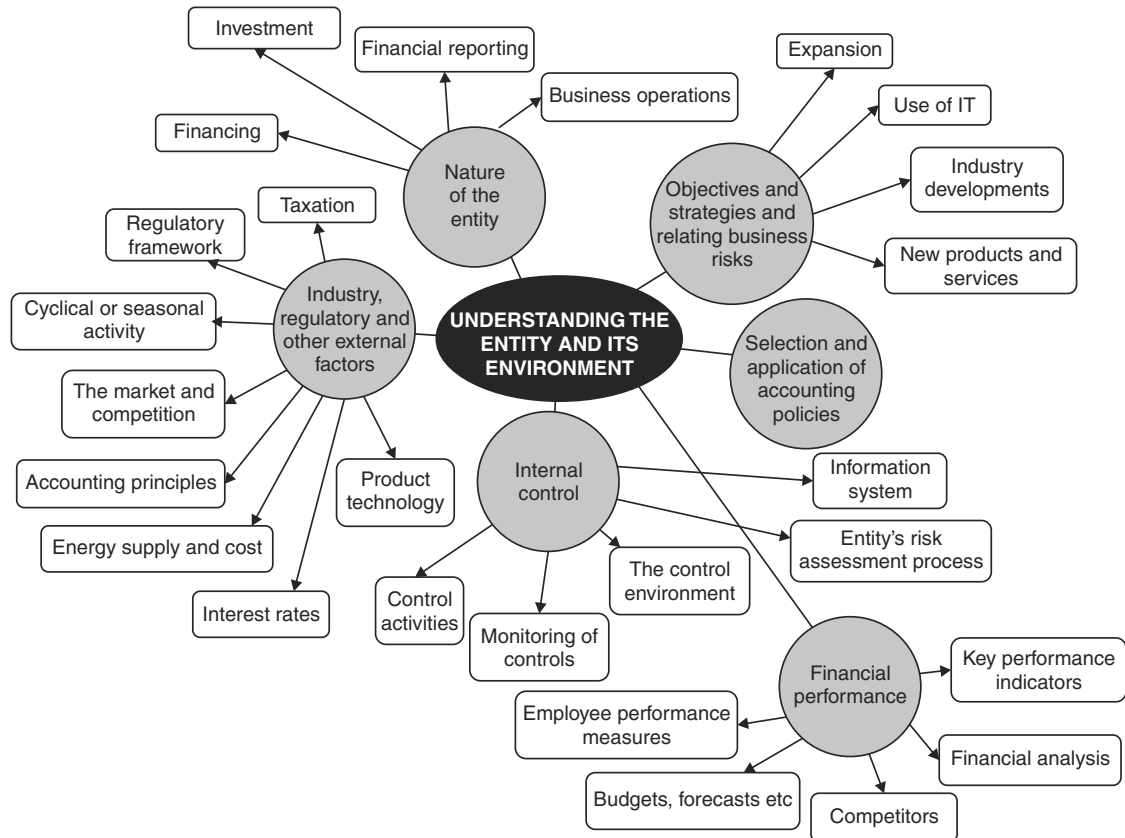 Investment
Financial reporting
Business operations
Financing
Nature
of the
entity
Expansion
Use of IT
Industry
developments
New products and
services
Objectives and
strategies and
relating business
risks
Taxation
Regulatory
framework
Cyclical or seasonal
activity
The market and
competition
Accounting principles
Energy supply and cost
Interest rates
Product
technology
Industry,
regulatory and
other external
factors
UNDERSTANDING THE
ENTITY AND ITS
ENVIRONMENT
Selection and
application of
accounting
policies
Internal
control
Information
system
Entity's risk
assessment process
The control
environment
Control
activities
Monitoring of
controls
Financial
performance
Key performance
indicators
Employee performance
measures
Financial analysis
Budgets, forecasts etc
Competitors